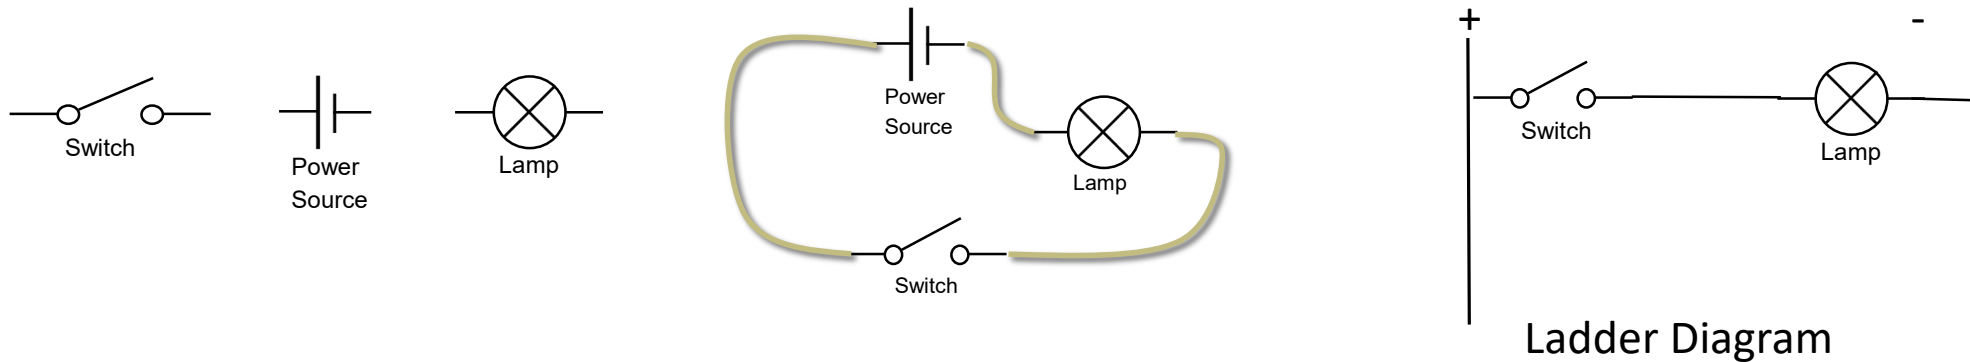 Switch
Power
Source
Lamp
Power
Source
Lamp
Switch
+
-
Switch
Lamp
Ladder Diagram